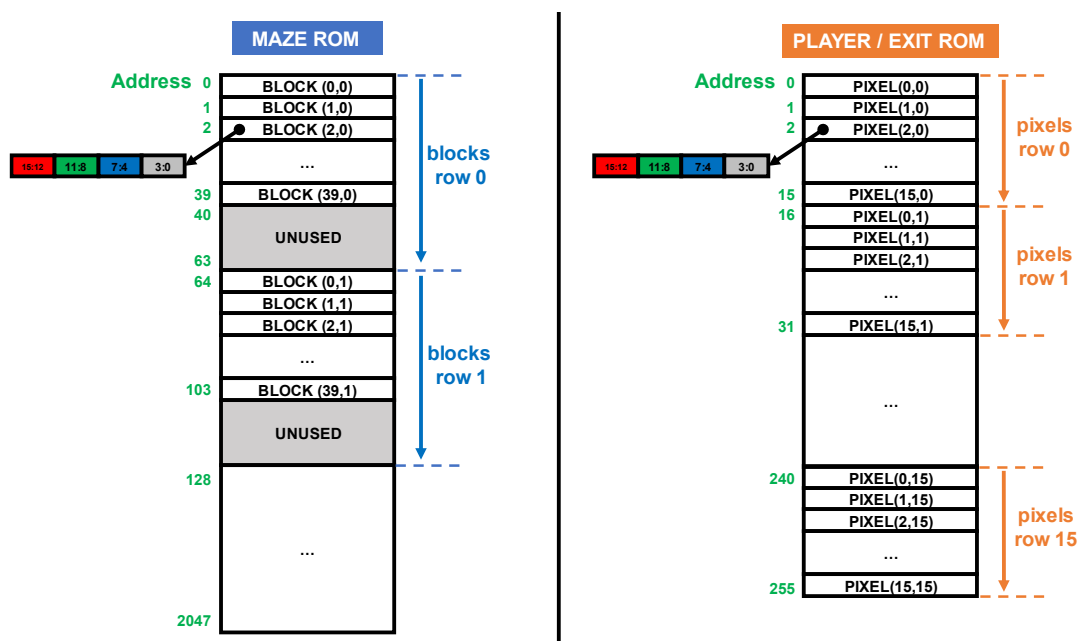 MAZE ROM
Address 0
BLOCK (0,0)
1
BLOCK (1,0)
2
BLOCK (2,0)
15:12 11:8 7:4 3:0
...
39
BLOCK (39,0)
40
UNUSED
63
blocks
row 0
64
BLOCK (0,1)
BLOCK (1,1)
BLOCK (2,1)
...
103
BLOCK (39,1)
UNUSED
blocks
row 1
128
...
2047
PLAYER / EXIT ROM
Address 0
PIXEL(0,0)
1
PIXEL(1,0)
2
PIXEL(2,0)
15:12 11:8 7:4 3:0
...
15
PIXEL(15,0)
pixels
row 0
16
PIXEL(0,1)
PIXEL(1,1)
PIXEL(2,1)
...
31
PIXEL(15,1)
pixels
row 1
...
240
PIXEL(0,15)
PIXEL(1,15)
PIXEL(2,15)
...
255
PIXEL(15,15)
pixels
row 15